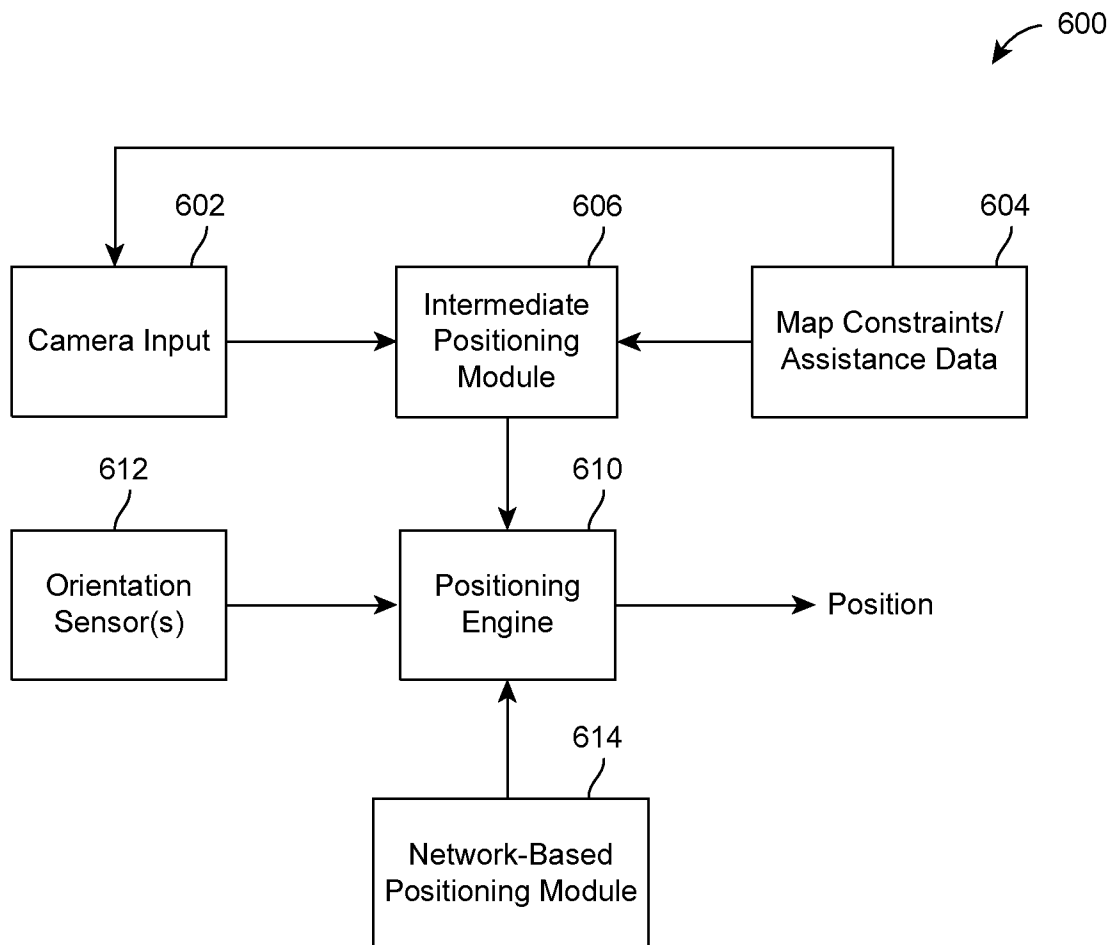 600
602
606
604
Camera Input
Intermediate
Positioning
Module
Map Constraints/
Assistance Data
612
610
Orientation
Sensor(s)
Positioning
Engine
Position
614
Network-Based
Positioning Module